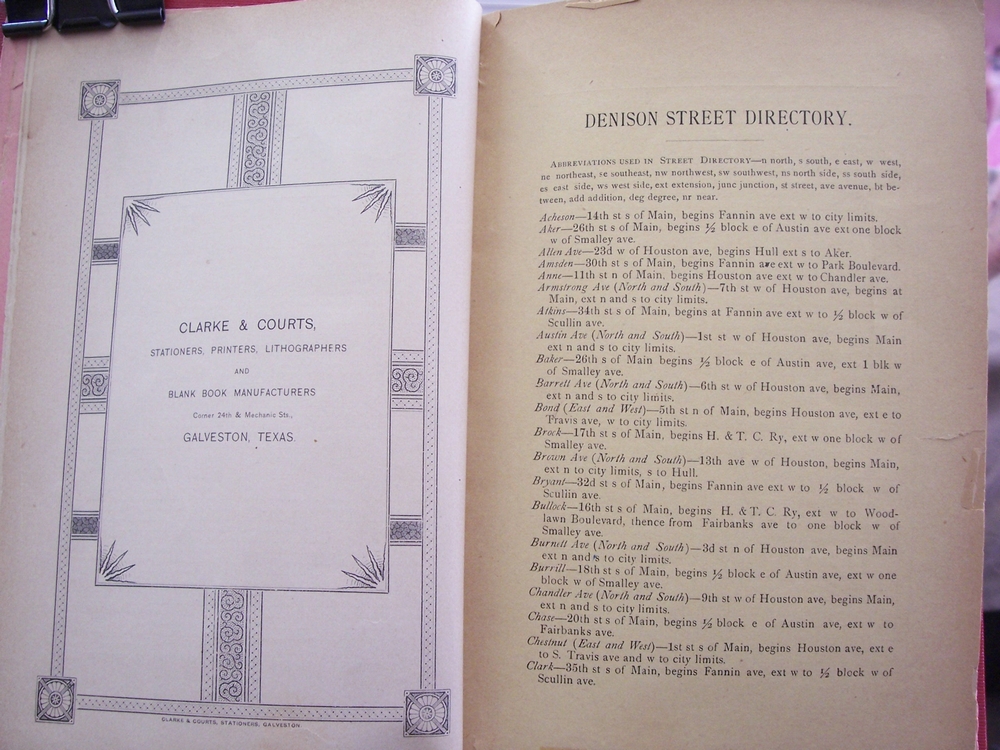 CLARKE & COURTS,
STATIONERS, PRINTERS, LITHOGRAPHERS
AND
BLANK BOOK MANUFACTURERS
Corner 24th & Mechanic Sts.,
GALVESTON, TEXAS.
CLARKE & COURTS, STATIONERS, GALVESTON
DENISON STREET DIRECTORY.
ABBREVIATIONS USED IN STREET DIRECTORY—n north, s south, e east, w west,
ne northeast, se southeast, nw northwest, sw southwest, ns north side, ss south side,
es east side, ws west side, ext extension, junc junction, st street, ave avenue, bt be-
tween, add addition, deg degree, nr near.
Acheson—14th st s of Main, begins Fannin ave ext w to city limits.
Aker—26th s of Main, begins ½ block e of Austin ave ext one block
w of Smalley ave.
Allen Ave—23d w of Houston ave, begins Hull ext s to Aker.
Amsden—30th s of Main, begins Fannin ave ext w to Park Boulevard.
Anne—11th st n of Main, begins Houston ave ext w to Chandler ave.
Armstrong Ave (North and South)—7th st w of Houston ave, begins at
Main, ext n and s to city limits.
Atkins—34th st s of Main, begins at Fannin ave ext w to ½ block w of
Scullin ave.
Austin Ave (North and South)—1st st w of Houston ave, begins Main
ext n and s to city limits.
Baker—26th s of Main begins ½ block e of Austin ave, ext 1 blk w
of Smalley ave.
Barrett Ave (North and South)—6th st w of Houston ave, begins Main,
ext n and s to city limits.
Bond (East and West)—5th st n of Main, begins Houston ave, ext e to
Travis ave, w to city limits.
Brock—17th st s of Main, begins H. & T. C. Ry, ext w one block w of
Smalley ave.
Brown Ave (North and South)—13th ave w of Houston, begins Main,
ext n to city limits, s to Hull.
Bryant—32d st s of Main, begins Fannin ave ext w to ½ block w of
Scullin ave.
Bullock—16th st s of Main, begins H. & T. C. Ry, ext w to Wood-
lawn Boulevard, thence from Fairbanks ave to one block w of
Smalley ave.
Burnett Ave (North and South)—3d st n of Houston ave, begins Main
ext n and s to city limits.
Burrill—18th st s of Main, begins ½ block e of Austin ave, ext w one
block w of Smalley ave.
Chandler Ave (North and South)—9th st w of Houston ave, begins Main,
ext n and s to city limits.
Chase—20th st s of Main, begins ½ block e of Austin ave, ext w to
Fairbanks ave.
Chestnut (East and West)—1st st s of Main, begins Houston ave, ext e
to S. Travis ave and w to city limits.
Clark—35th st s of Main, begins Fannin ave, ext w to ½ block w of
Scullin ave.